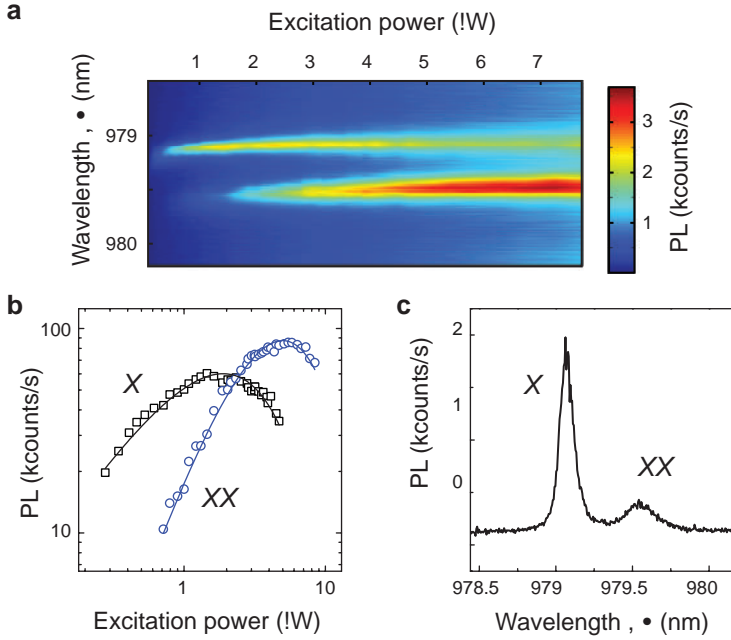 a
Excitation power (!W)
1 2 3 4 5 6 7
Wavelength , • (nm)
979
980
3
2
1
PL (kcounts/s)
b
100
10
PL (kcounts/s)
X
XX
1 10
Excitation power (!W)
c
2
1
0
PL (kcounts/s)
X
XX
978.5 979 979.5 980
Wavelength , • (nm)